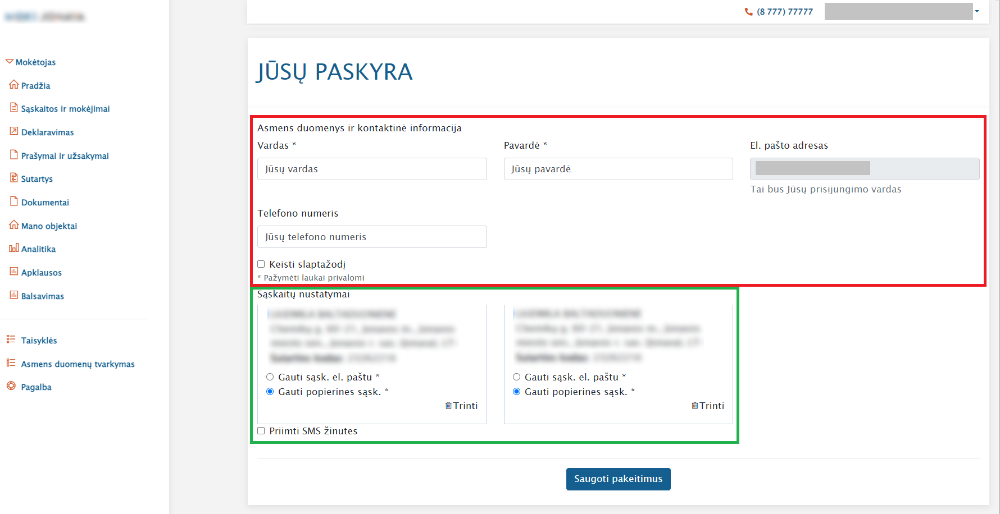 (8 777) 77777
Mokėtojas
Pradžia
Sąskaitos ir mokėjimai
Deklaravimas
Prašymai ir užsakymai
Sutartys
Dokumentai
Mano objektai
Analitika
Apklausos
Balsavimas
Taisyklės
Asmens duomenų tvarkymas
Pagalba
JŪSŲ PASKYRA
Asmens duomenys ir kontaktinė informacija
Vardas *
Jūsų vardas
Pavardė *
Jūsų pavardė
El. pašto adresas
Tai bus Jūsų prisijungimo vardas
Telefono numeris
Jūsų telefono numeris
Keisti slaptažodį
* Pažymėti laukai privalomi
Sąskaitų nustatymai
Gauti sąsk. el. paštu *
Gauti popierines sąsk. *
Trinti
Gauti sąsk. el. paštu *
Gauti popierines sąsk. *
Trinti
Priimti SMS žinutes
Saugoti pakeitimus